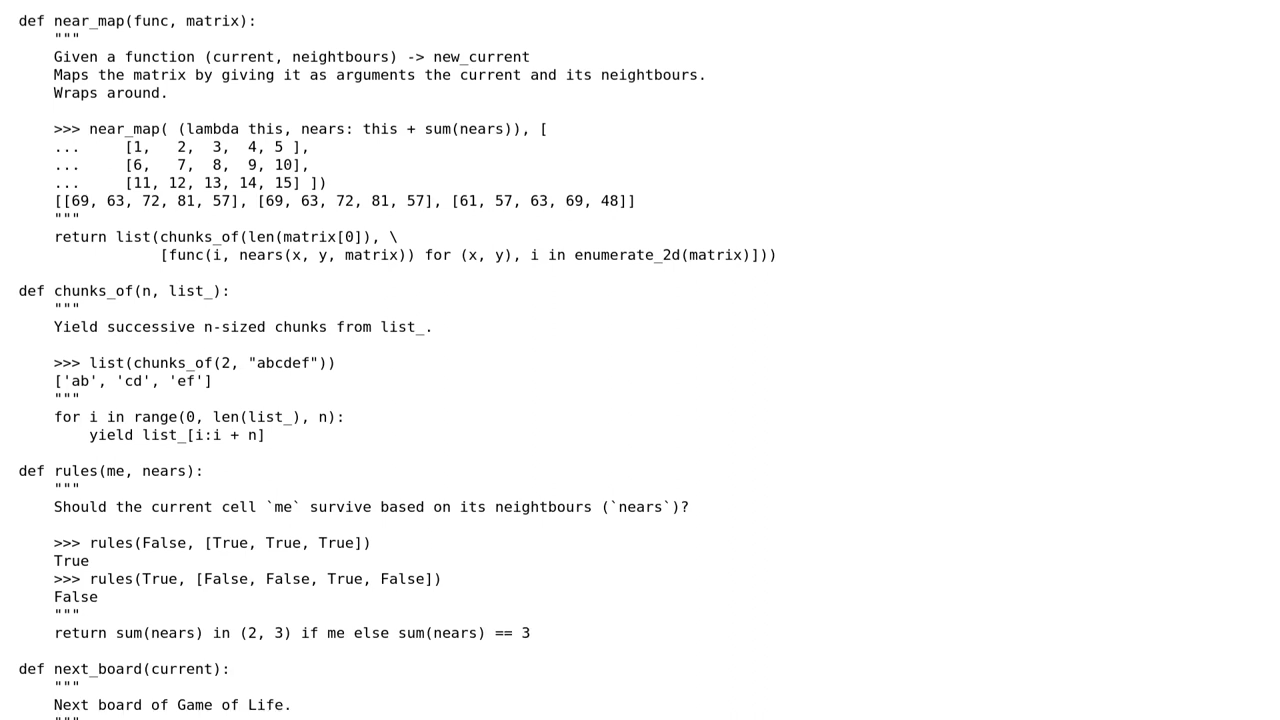 def near_map(func, matrix):
    """
    Given a function (current, neightbours) -> new_current
    Maps the matrix by giving it as arguments the current and its neightbours.
    Wraps around.

    >>> near_map( (lambda this, nears: this + sum(nears)), [
    ...     [1,   2,  3,  4, 5 ],
    ...     [6,   7,  8,  9, 10],
    ...     [11, 12, 13, 14, 15] ])
    [[69, 63, 72, 81, 57], [69, 63, 72, 81, 57], [61, 57, 63, 69, 48]]
    """
    return list(chunks_of(len(matrix[0]), \
                [func(i, nears(x, y, matrix)) for (x, y), i in enumerate_2d(matrix)]))

def chunks_of(n, list_):
    """
    Yield successive n-sized chunks from list_.

    >>> list(chunks_of(2, "abcdef"))
    ['ab', 'cd', 'ef']
    """
    for i in range(0, len(list_), n):
        yield list_[i:i + n]

def rules(me, nears):
    """
    Should the current cell `me` survive based on its neightbours (`nears`)?

    >>> rules(False, [True, True, True])
    True
    >>> rules(True, [False, False, True, False])
    False
    """
    return sum(nears) in (2, 3) if me else sum(nears) == 3

def next_board(current):
    """
    Next board of Game of Life.
    """